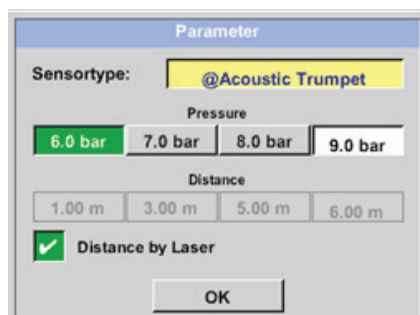 Parameter
Sensortype: @Acoustic Trumpet
Pressure
6.0 bar 7.0 bar 8.0 bar 9.0 bar
Distance
1.00 m 3.00 m 5.00 m 6.00 m
Distance by Laser
OK